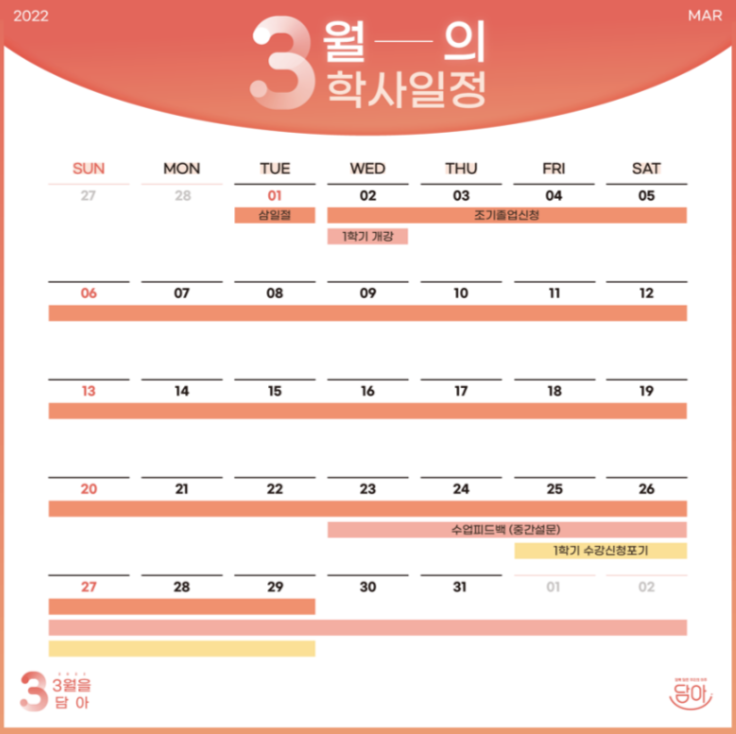 2022
MAR
3월의
학사일정
SUN MON TUE WED THU FRI SAT
27 28 01 02 03 04 05
삼일절 조기졸업신청
1학기 개강
06 07 08 09 10 11 12
13 14 15 16 17 18 19
20 21 22 23 24 25 26
수업피드백 (중간설문)
1학기 수강신청포기
27 28 29 30 31 01 02
3 3월을
담아
담아